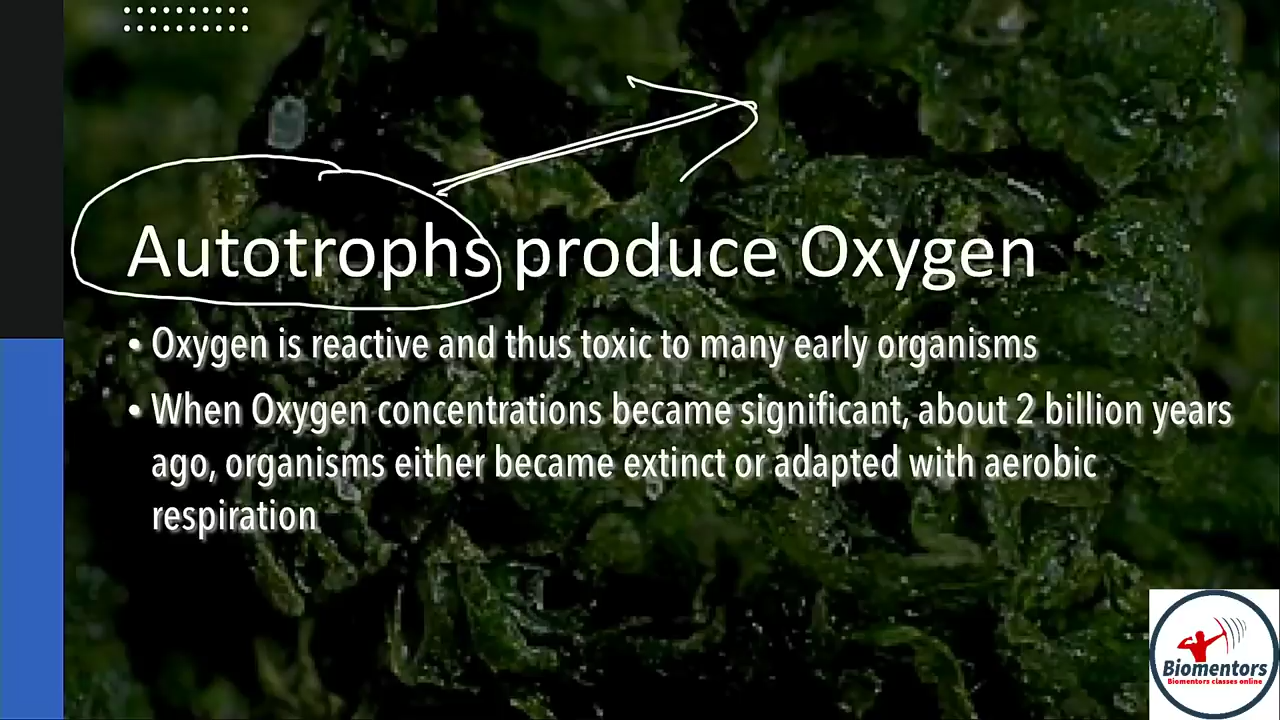 Autotrophs produce Oxygen
• Oxygen is reactive and thus toxic to many early organisms
• When Oxygen concentrations became significant, about 2 billion years
ago, organisms either became extinct or adapted with aerobic
respiration
Biomentors
Biomentors classes online